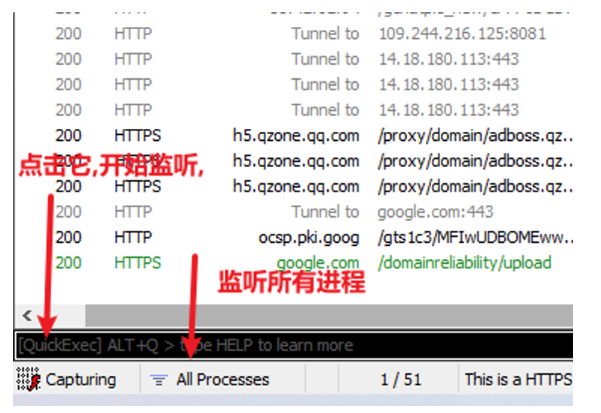 200 HTTP Tunnel to 109.244.216.125:8081
200 HTTP Tunnel to 14.18.180.113:443
200 HTTP Tunnel to 14.18.180.113:443
200 HTTP Tunnel to 14.18.180.113:443
200 HTTPS h5.qzone.qq.com /proxy/domain/adboss.qz...
200 HTTPS h5.qzone.qq.com /proxy/domain/adboss.qz...
点击它,开始监听,
200 HTTPS h5.qzone.qq.com /proxy/domain/adboss.qz...
200 HTTP Tunnel to google.com:443
200 HTTP ocsp.pki.goog /gts1c3/MFIwUDBOMEww...
200 HTTPS google.com /domainreliability/upload
监听所有进程
[QuickExec] ALT+Q > type HELP to learn more
Capturing All Processes 1 / 51 This is a HTTPS